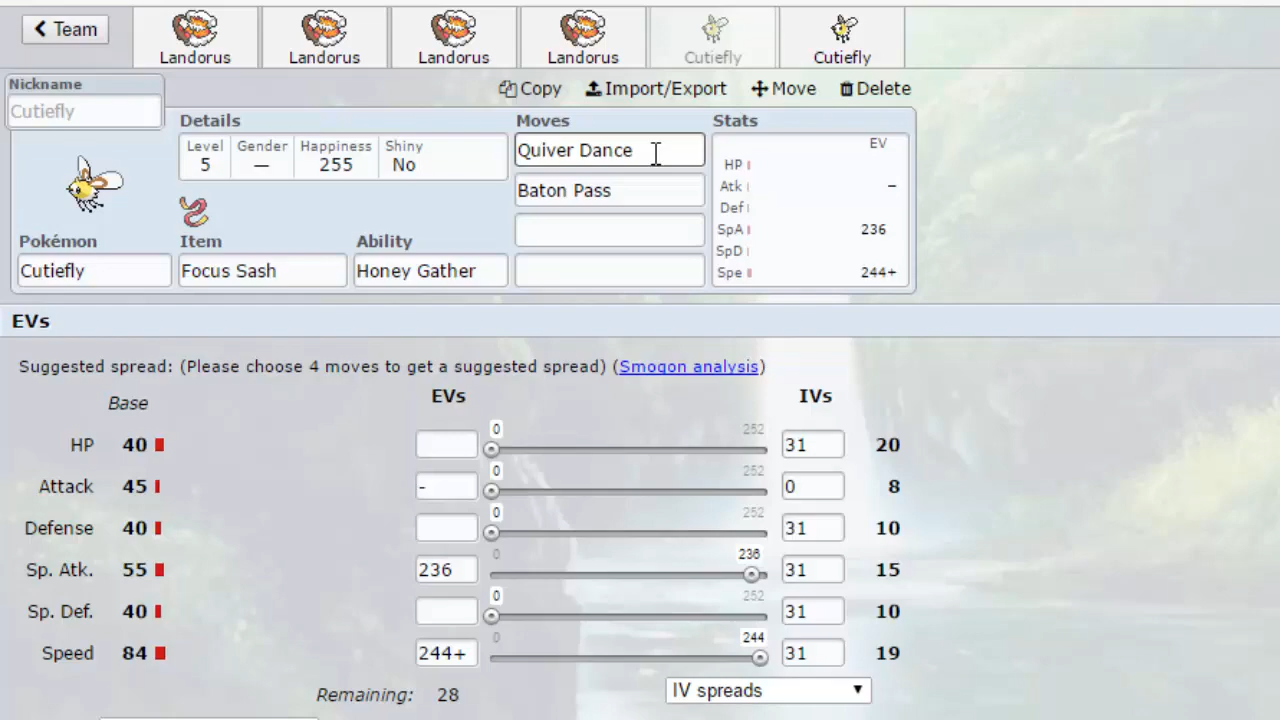 Team
Landorus Landorus Landorus Landorus Cutiefly Cutiefly
Nickname
Cutiefly
Copy Import/Export Move Delete
Details
Level Gender Happiness Shiny
5 — 255 No
Moves
Quiver Dance
Baton Pass
Stats
EV
HP
Atk –
Def
SpA 236
SpD
Spe 244+
Pokémon Item Ability
Cutiefly Focus Sash Honey Gather
EVs
Suggested spread: (Please choose 4 moves to get a suggested spread) (Smogon analysis)
Base EVs IVs
HP 40 0 252 31 20
Attack 45 - 0 252 0 8
Defense 40 0 252 31 10
Sp. Atk. 55 236 0 236 31 15
Sp. Def. 40 0 252 31 10
Speed 84 244+ 0 244 31 19
Remaining: 28
IV spreads